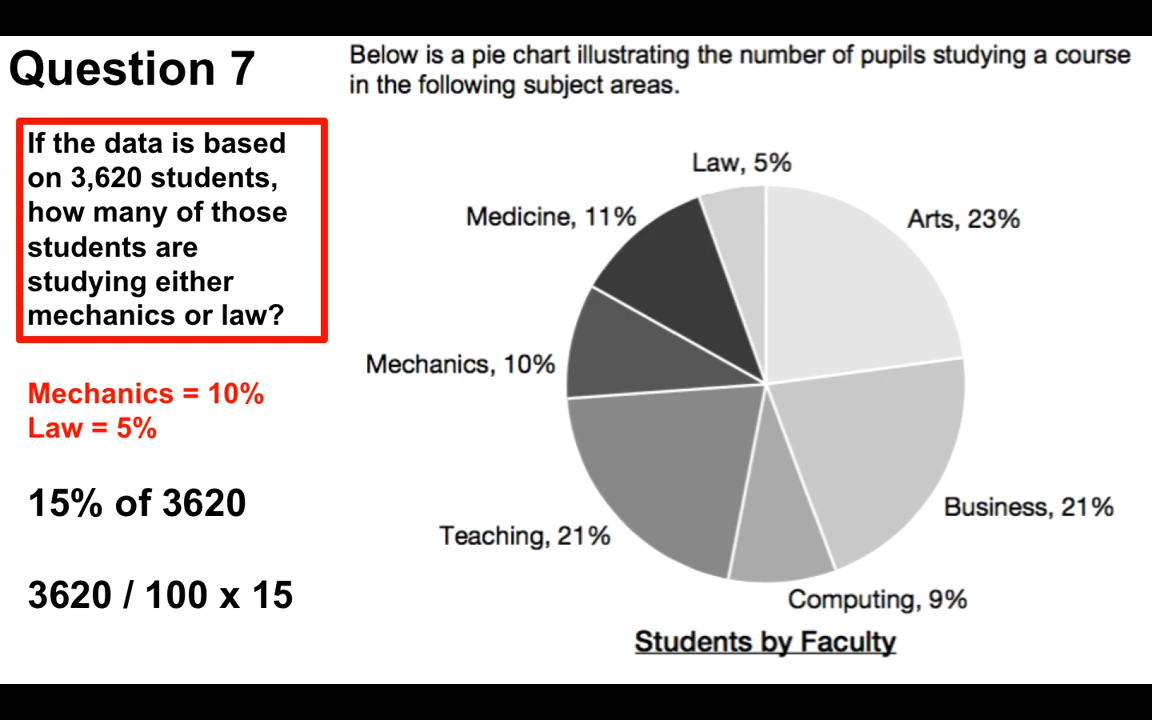 Question 7
Below is a pie chart illustrating the number of pupils studying a course
in the following subject areas.
If the data is based
on 3,620 students,
how many of those
students are
studying either
mechanics or law?
Mechanics = 10%
Law = 5%
15% of 3620
3620 / 100 x 15
Law, 5%
Medicine, 11%
Arts, 23%
Mechanics, 10%
Business, 21%
Teaching, 21%
Computing, 9%
Students by Faculty